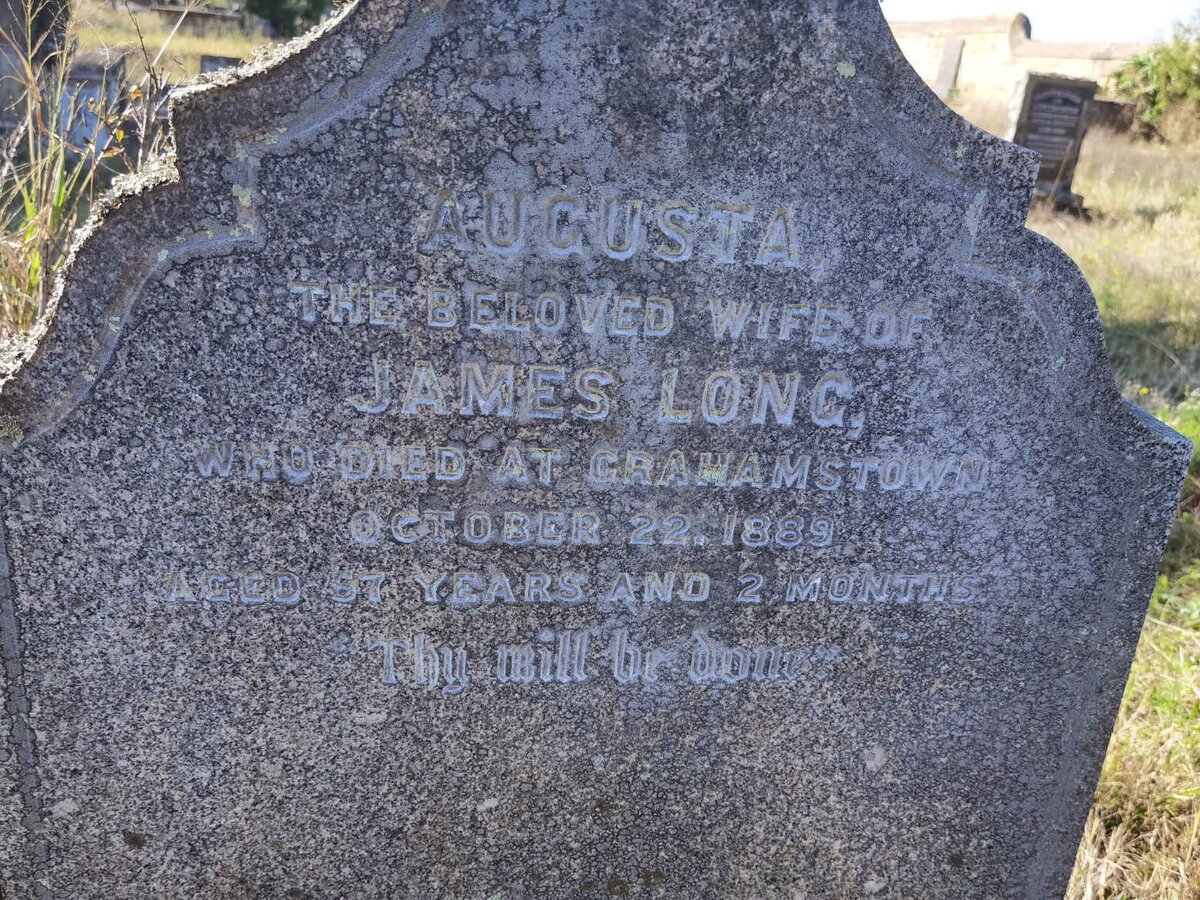 AUGUSTA,
THE BELOVED WIFE OF
JAMES LONG,
WHO DIED AT GRAHAMSTOWN
OCTOBER 22. 1889
AGED 57 YEARS AND 2 MONTHS.
"Thy will be done"